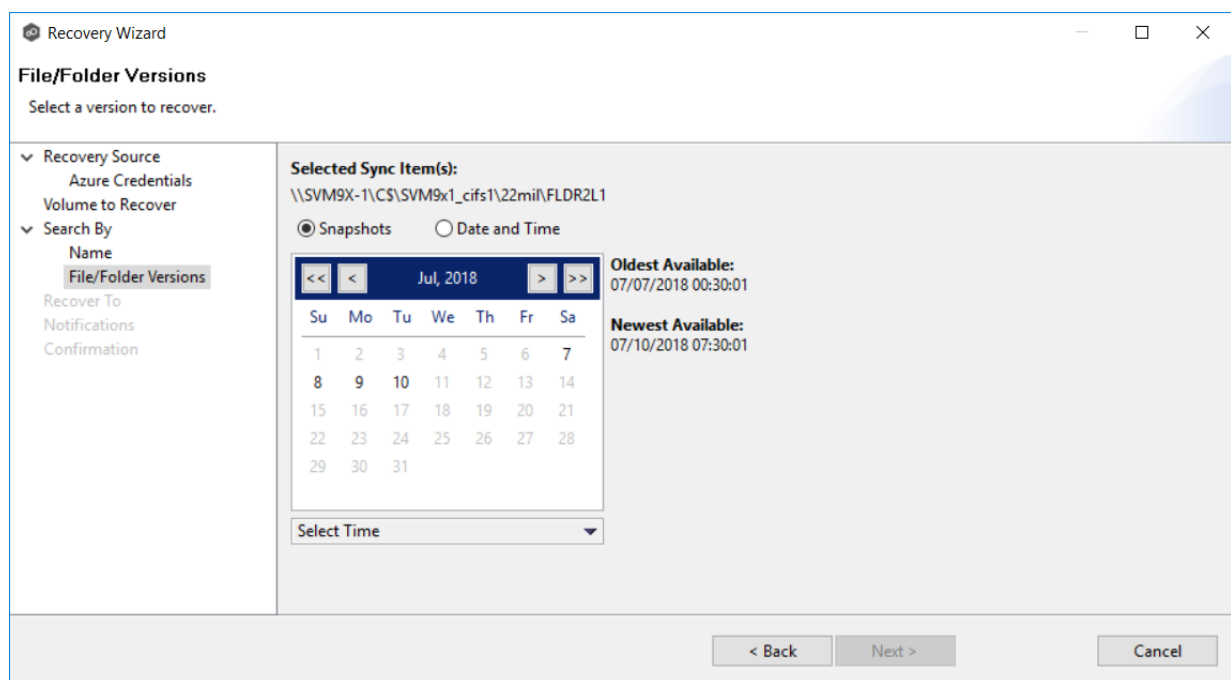 Recovery Wizard
File/Folder Versions
Select a version to recover.
Recovery Source
Azure Credentials
Volume to Recover
Search By
Name
File/Folder Versions
Recover To
Notifications
Confirmation
Selected Sync Item(s):
\\SVM9X-1\C$\SVM9x1_cifs1\22mil\FLDR2L1
Snapshots Date and Time
<< < Jul, 2018 > >>
Su Mo Tu We Th Fr Sa
1 2 3 4 5 6 7
8 9 10 11 12 13 14
15 16 17 18 19 20 21
22 23 24 25 26 27 28
29 30 31
Select Time
Oldest Available:
07/07/2018 00:30:01
Newest Available:
07/10/2018 07:30:01
< Back Next > Cancel